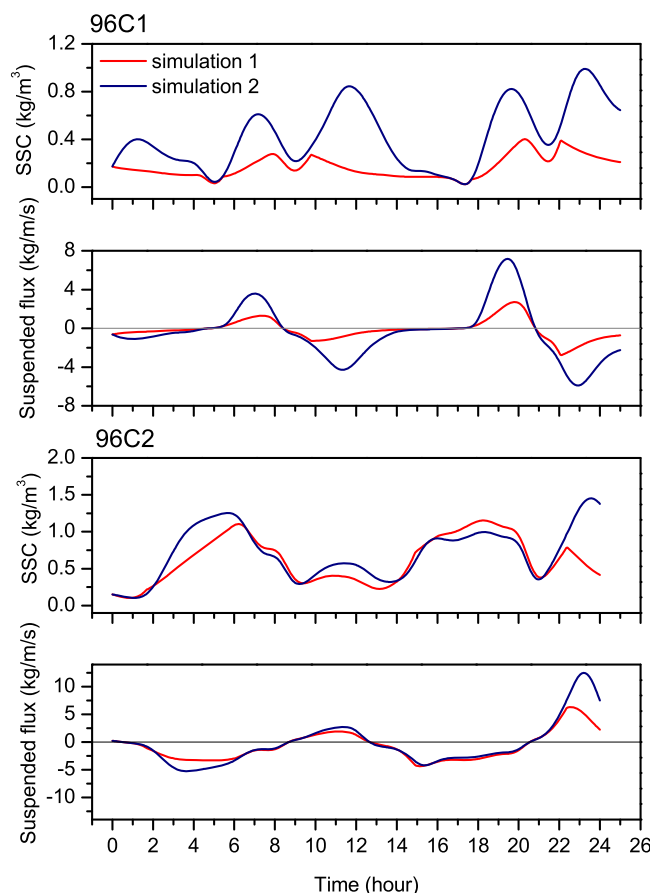 96C1
1.2
0.8
0.4
0.0
SSC (kg/m³)
simulation 1
simulation 2
8
4
0
-4
-8
Suspended flux (kg/m/s)
96C2
2.0
1.5
1.0
0.5
0.0
SSC (kg/m³)
10
5
0
-5
-10
Suspended flux (kg/m/s)
0 2 4 6 8 10 12 14 16 18 20 22 24 26
Time (hour)